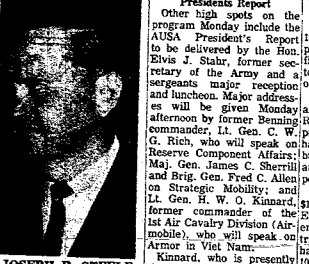 Presidents Report
Other high spots on the
program Monday include the
AUSA President's Report
to be delivered by the Hon.
Elvis J. Stahr, former sec-
retary of the Army and a
sergeants major reception
and luncheon. Major address-
es will be given Monday
afternoon by former Benning
commander, Lt. Gen. C. W.
G. Rich, who will speak on
Reserve Component Affairs;
Maj. Gen. James C. Sherrill
and Brig. Gen. Fred C. Allen
on Strategic Mobility; and
Lt. Gen. H. W. O. Kinnard,
former commander of the
1st Air Cavalry Division (Air-
mobile), who will speak on
Armor in Viet Nam.
Kinnard, who is presently